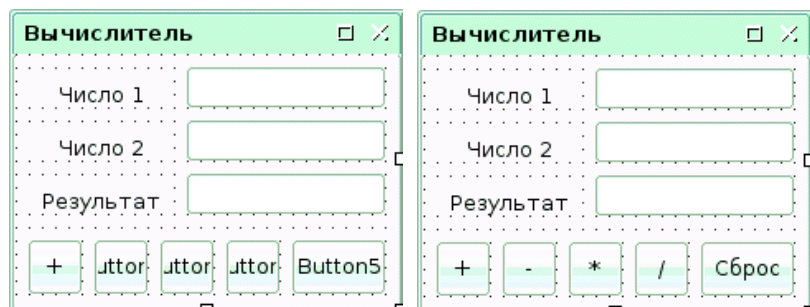 Вычислитель
Число 1
Число 2
Результат
+ uttor uttor uttor Button5
Вычислитель
Число 1
Число 2
Результат
+ - * / Сброс